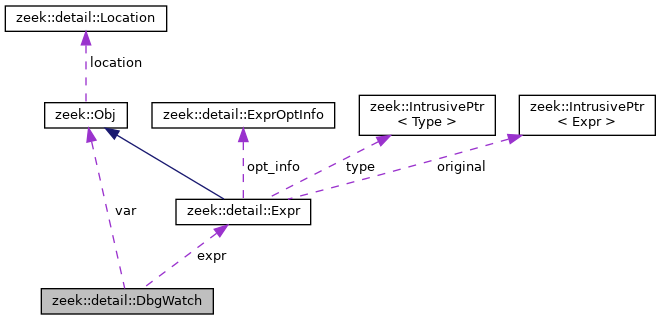 zeek::detail::Location
location
zeek::Obj
zeek::detail::ExprOptInfo
zeek::IntrusivePtr
< Type >
zeek::IntrusivePtr
< Expr >
opt_info
type
original
var
zeek::detail::Expr
expr
zeek::detail::DbgWatch